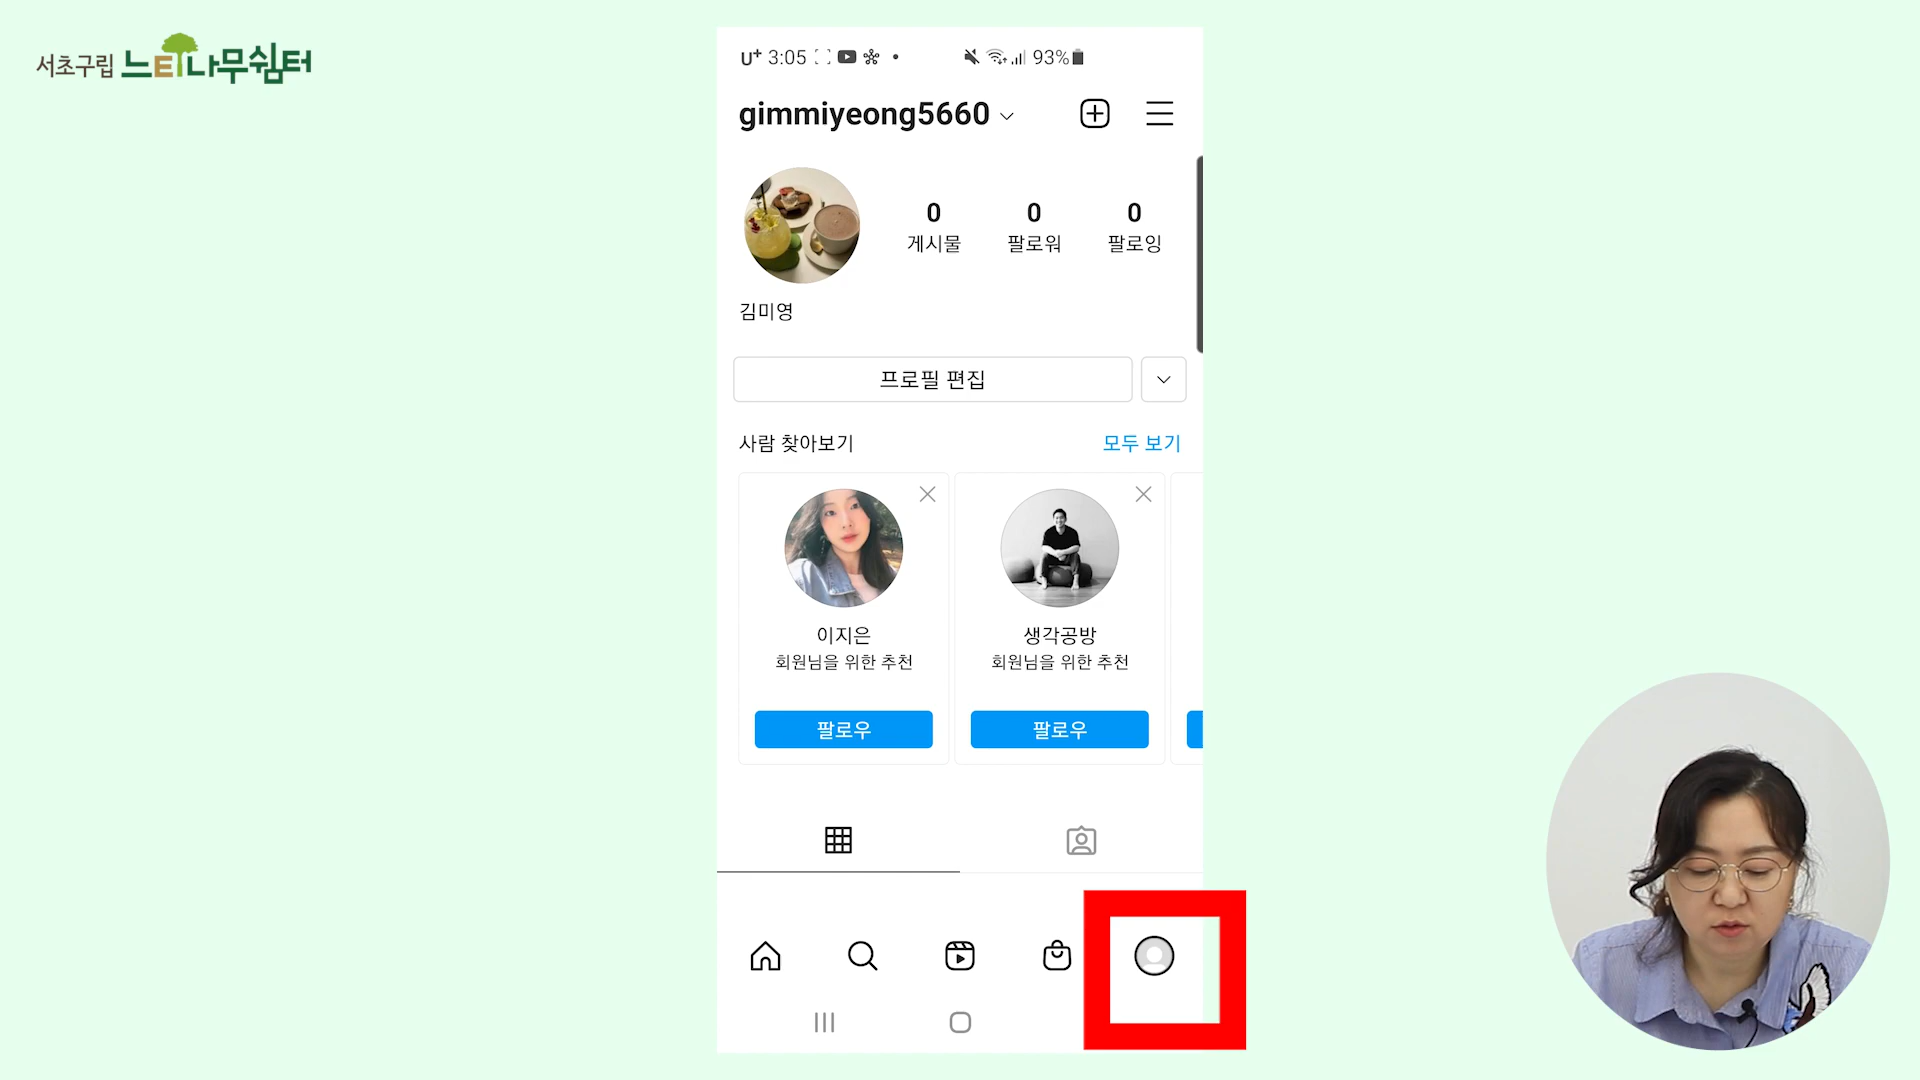 서초구립 느티나무쉼터
U+ 3:05 93%
gimmiyeong5660
0 0 0
게시물 팔로워 팔로잉
김미영
프로필 편집
사람 찾아보기 모두 보기
이지은 생각공방
회원님을 위한 추천 회원님을 위한 추천
팔로우 팔로우